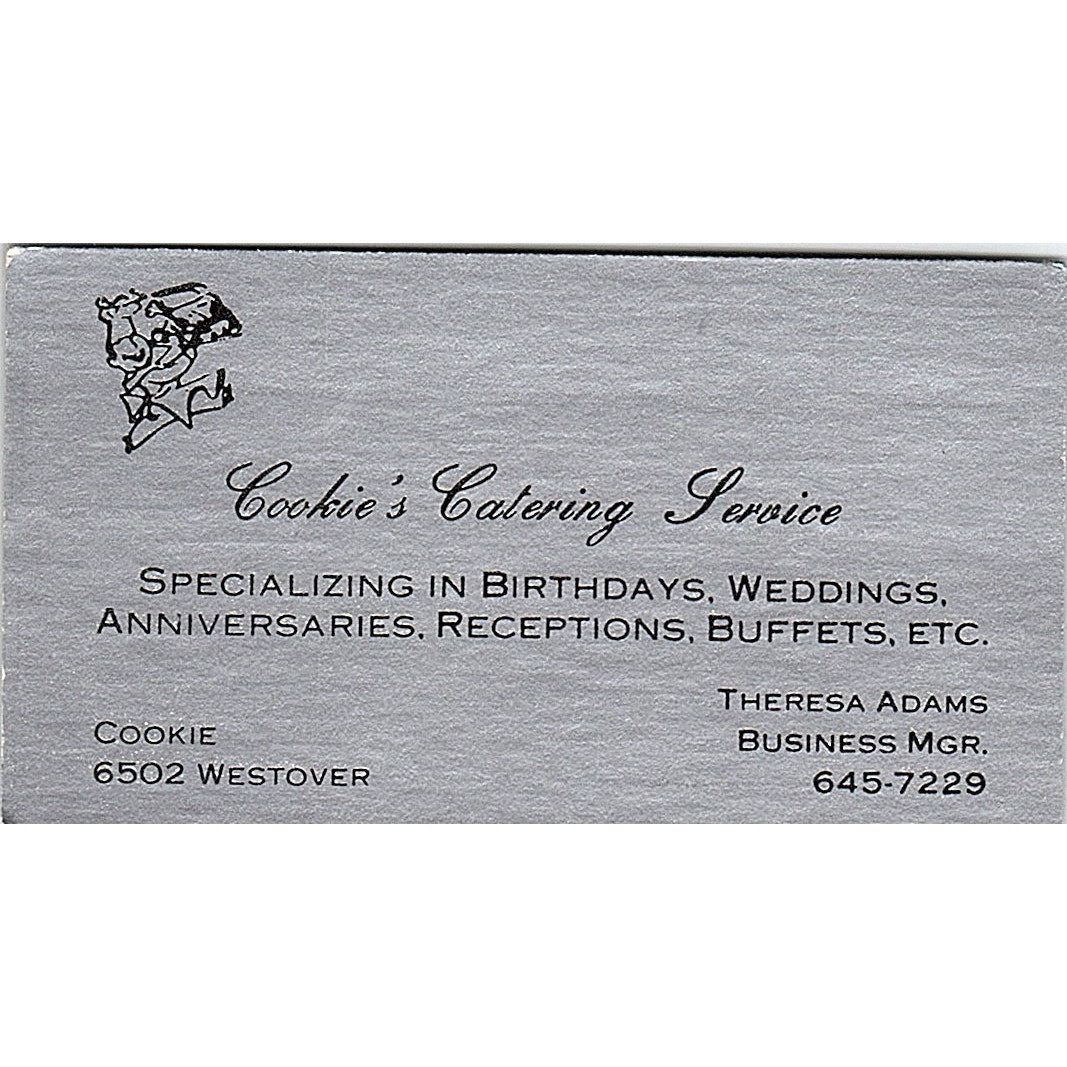 Cookie's Catering Service
SPECIALIZING IN BIRTHDAYS, WEDDINGS,
ANNIVERSARIES, RECEPTIONS, BUFFETS, ETC.
COOKIE
6502 WESTOVER
THERESA ADAMS
BUSINESS MGR.
645-7229